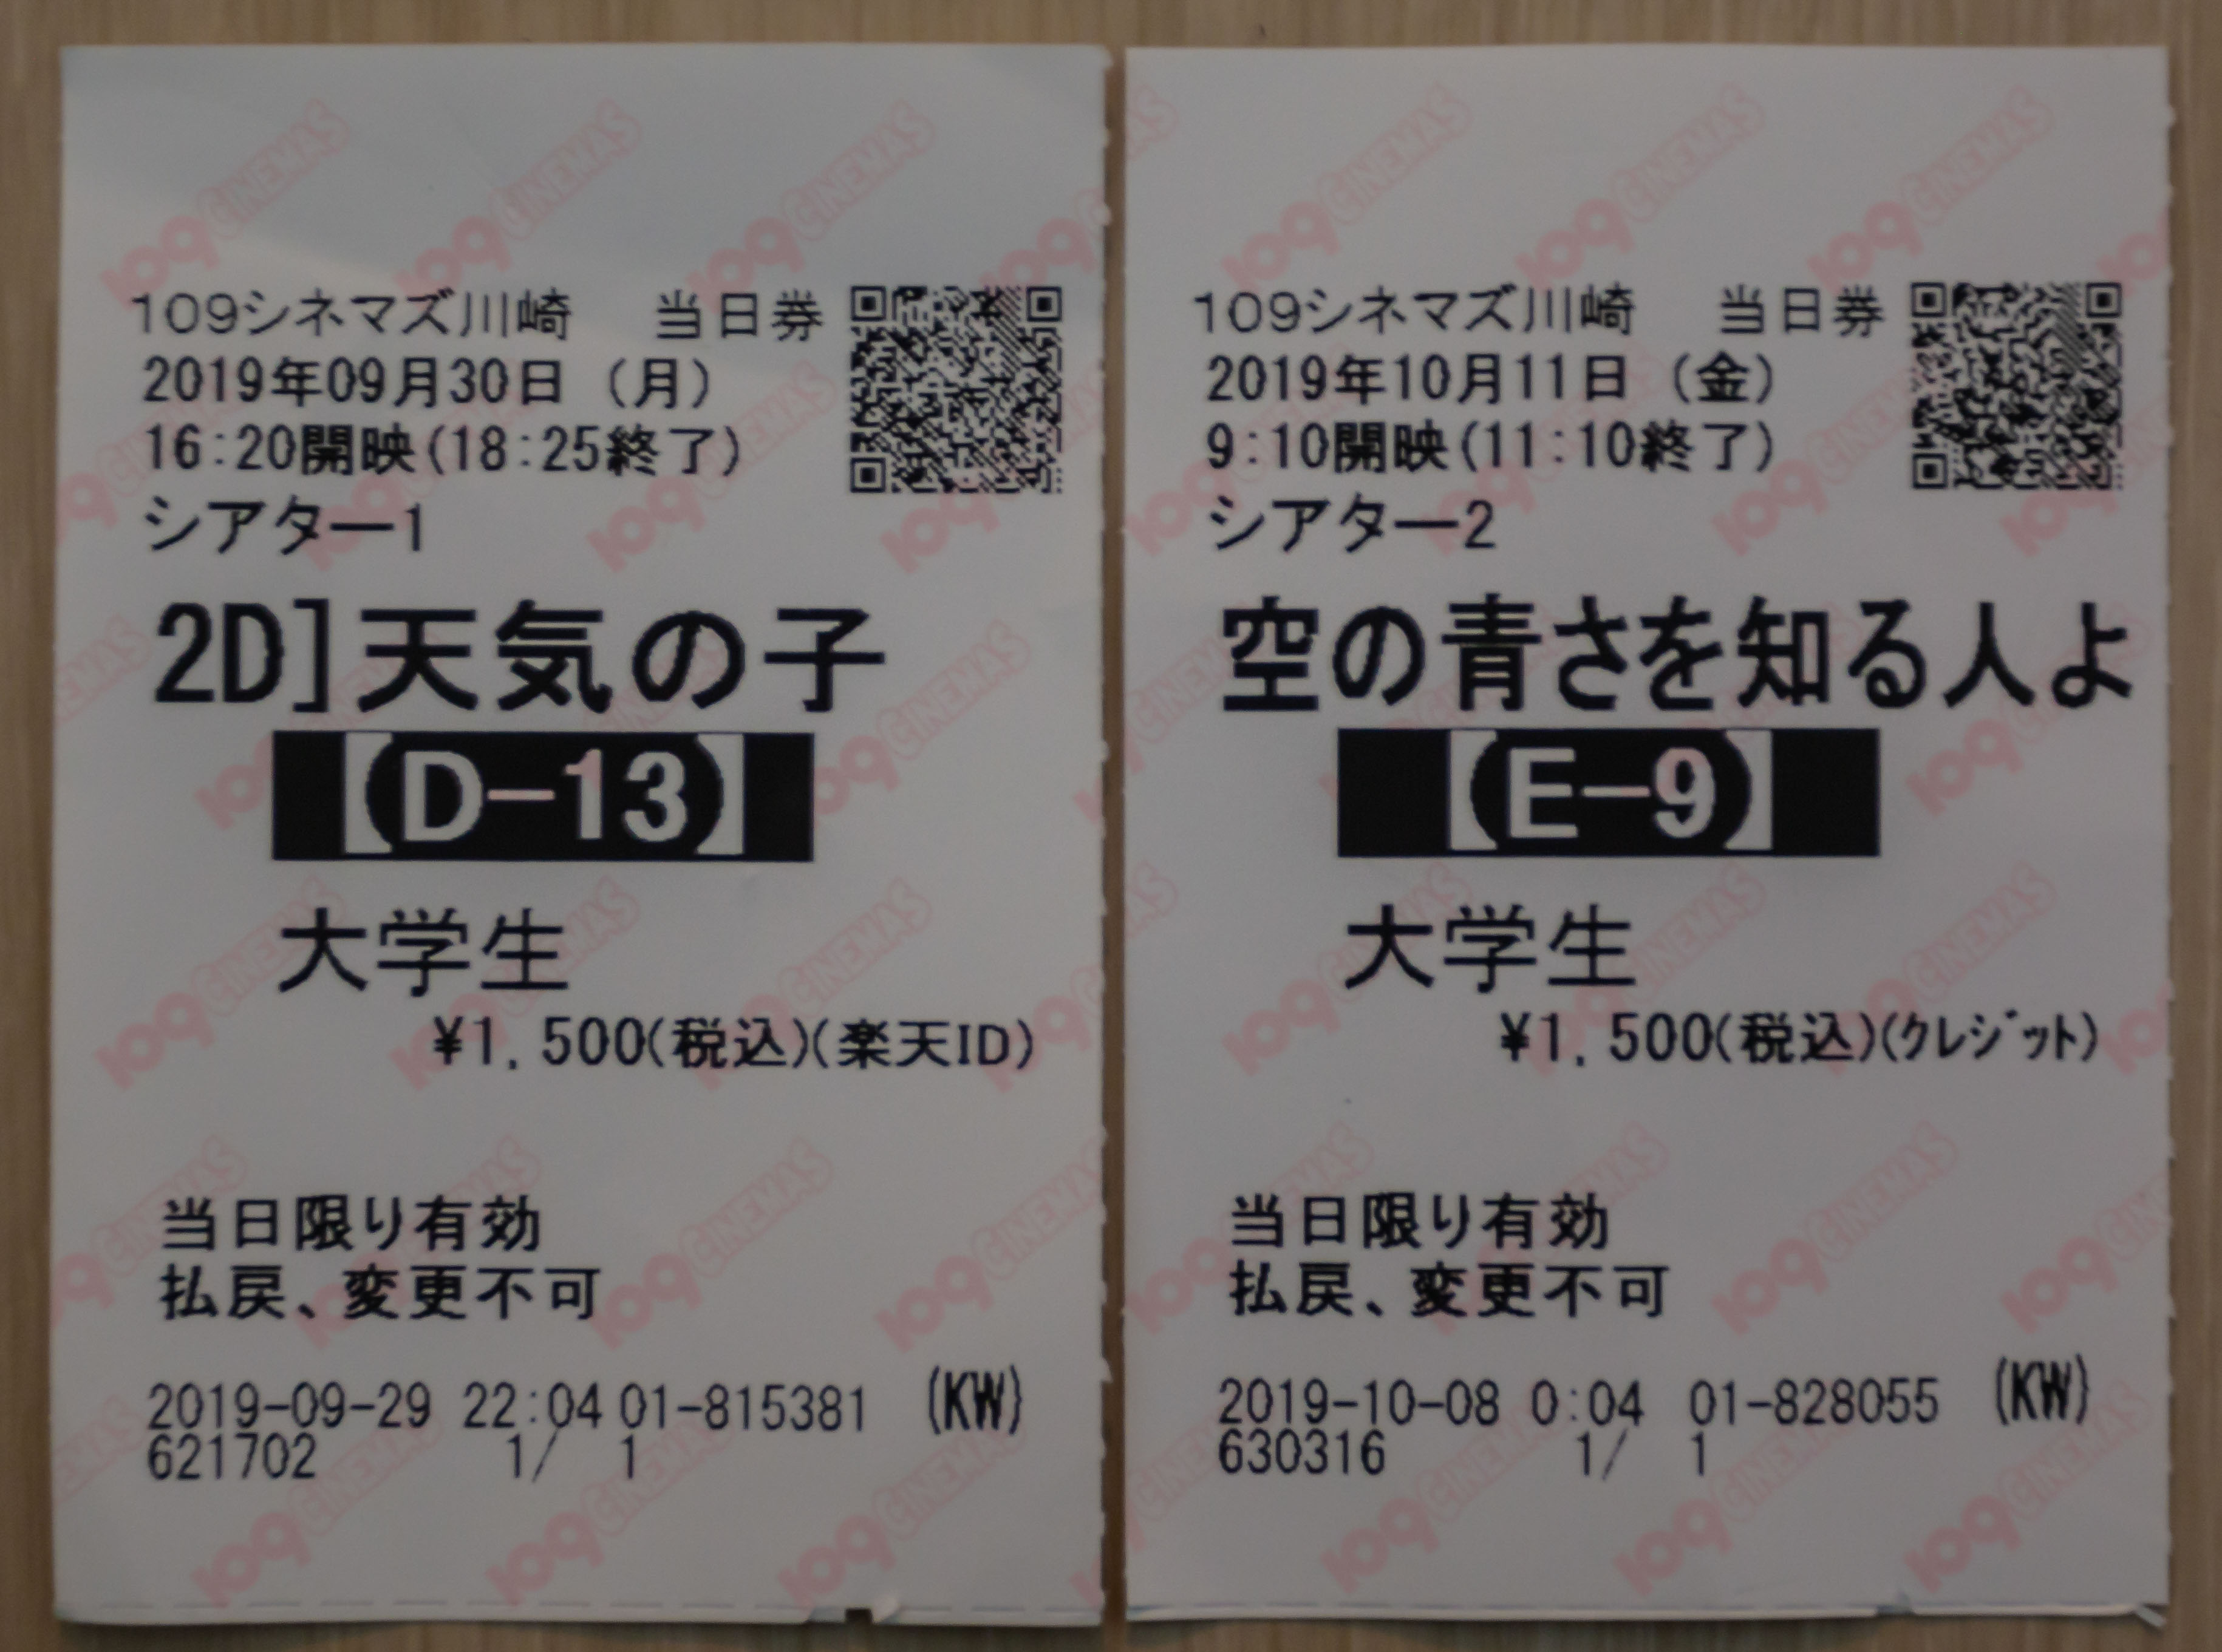 109シネマズ川崎 当日券
2019年09月30日 (月)
16:20開映(18:25終了)
シアター1
2D]天気の子
【D-13】
大学生
¥1,500(税込)(楽天ID)
当日限り有効
払戻、変更不可
2019-09-29 22:04 01-815381 (KW)
621702 1/ 1
109シネマズ川崎 当日券
2019年10月11日 (金)
9:10開映(11:10終了)
シアター2
空の青さを知る人よ
【E-9】
大学生
¥1,500(税込)(クレジット)
当日限り有効
払戻、変更不可
2019-10-08 0:04 01-828055 (KW)
630316 1/ 1
109 CINEMAS